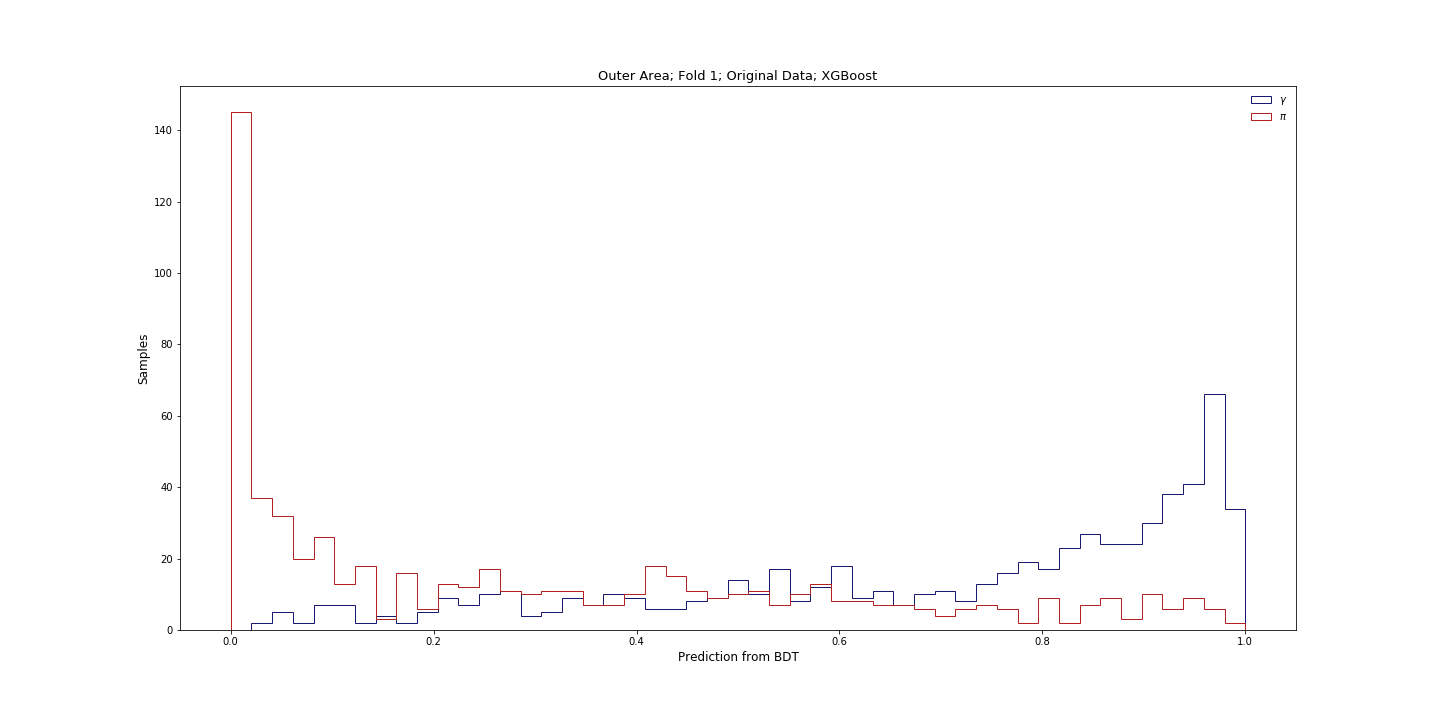 Outer Area; Fold 1; Original Data; XGBoost
γ
π
140
120
100
80
60
40
20
0
Samples
0.0 0.2 0.4 0.6 0.8 1.0
Prediction from BDT